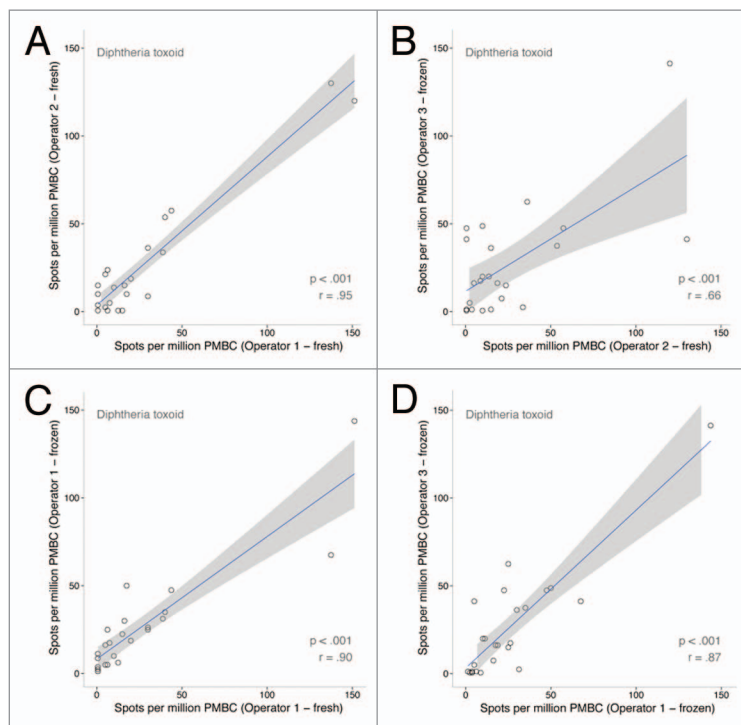 A
Diphtheria toxoid
Spots per million PMBC (Operator 2 – fresh)
150
100
50
0
p < .001
r = .95
0
50
100
150
Spots per million PMBC (Operator 1 – fresh)
B
Diphtheria toxoid
Spots per million PMBC (Operator 3 – frozen)
150
100
50
0
p < .001
r = .66
0
50
100
150
Spots per million PMBC (Operator 2 – fresh)
C
Diphtheria toxoid
Spots per million PMBC (Operator 1 – frozen)
150
100
50
0
p < .001
r = .90
0
50
100
150
Spots per million PMBC (Operator 1 – fresh)
D
Diphtheria toxoid
Spots per million PMBC (Operator 3 – frozen)
150
100
50
0
p < .001
r = .87
0
50
100
150
Spots per million PMBC (Operator 1 – frozen)